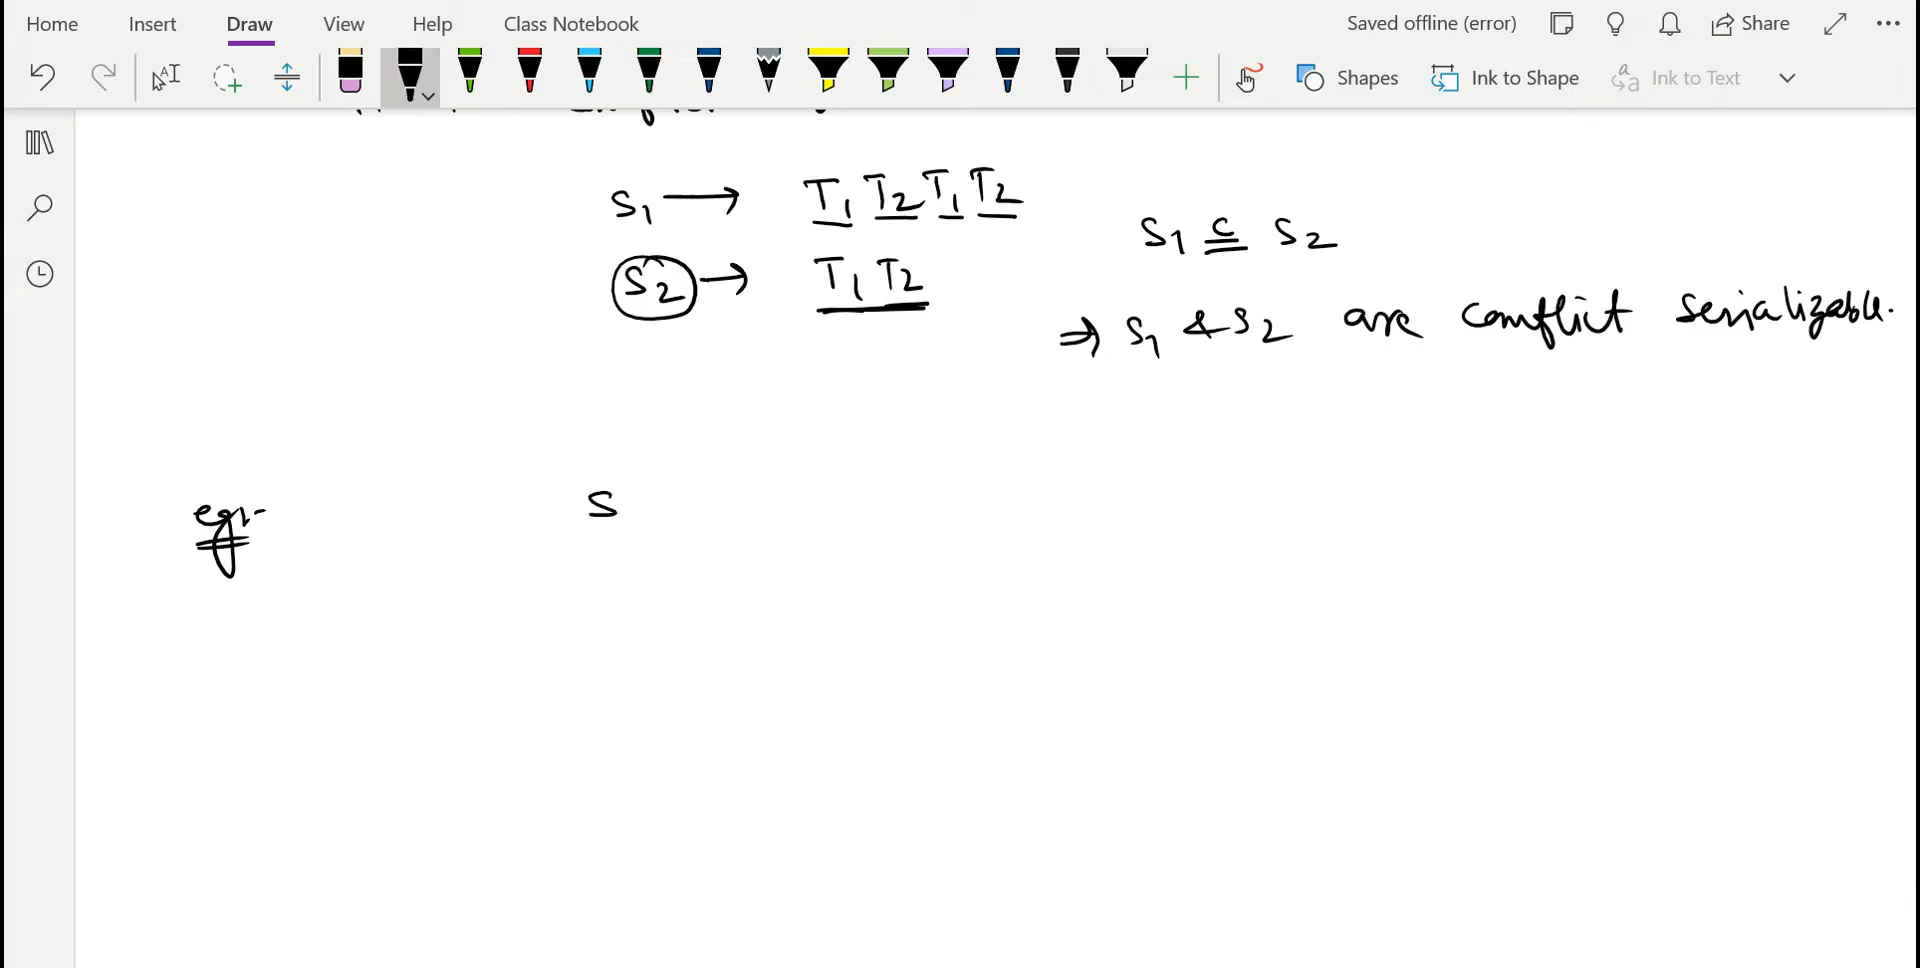 Home Insert Draw View Help Class Notebook Saved offline (error) Share
Shapes Ink to Shape Ink to Text
S1 → T1 T2 T1 T2
S1 c= S2
S2 → T1 T2
⇒ S1 & S2 are conflict serializable.
eg:- S